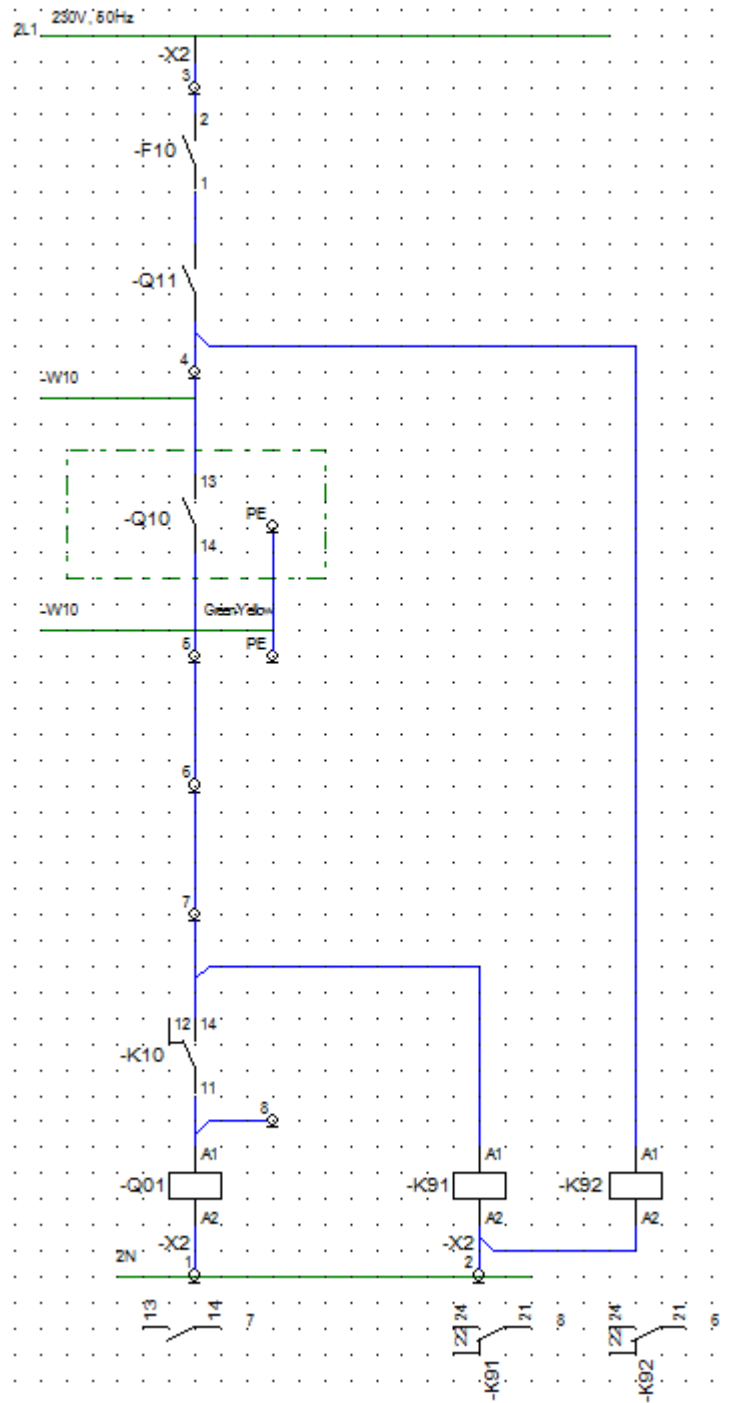 230V, 50Hz
2L1
-X2
3
2
-F10
1
-Q11
4
-W10
13
-Q10
PE
14
-W10
Green-Yellow
5
PE
6
7
12 14
-K10
11
8
A1 A1 A1
-Q01 -K91 -K92
A2 A2 A2
-X2 -X2
2N
1 2
13 14 7
22 24 21 8
-K91
22 24 21 6
-K92